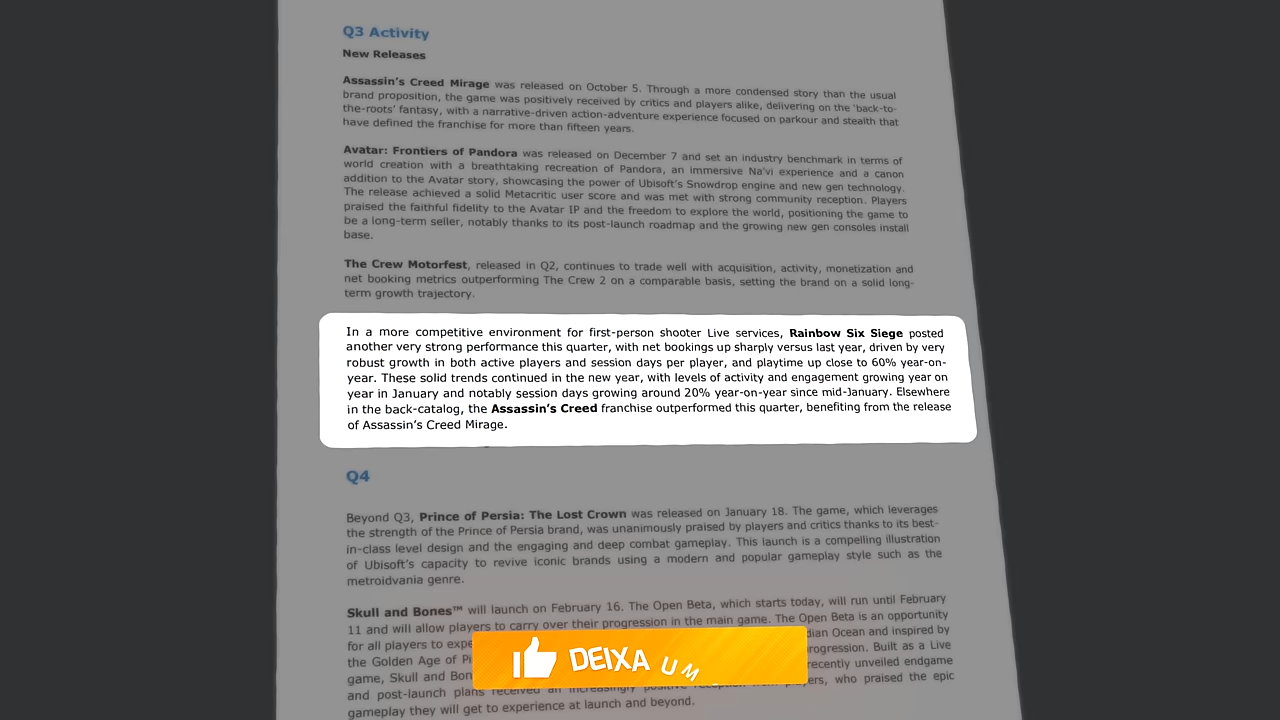 Q3 Activity
New Releases
Assassin's Creed Mirage was released on October 5. Through a more condensed story than the usual
brand proposition, the game was positively received by critics and players alike, delivering on the 'back-to-
the-roots' fantasy, with a narrative-driven action-adventure experience focused on parkour and stealth that
have defined the franchise for more than fifteen years.
Avatar: Frontiers of Pandora was released on December 7 and set an industry benchmark in terms of
world creation with a breathtaking recreation of Pandora, an immersive Na'vi experience and a canon
addition to the Avatar story, showcasing the power of Ubisoft's Snowdrop engine and new gen technology.
The release achieved a solid Metacritic user score and was met with strong community reception. Players
praised the faithful fidelity to the Avatar IP and the freedom to explore the world, positioning the game to
be a long-term seller, notably thanks to its post-launch roadmap and the growing new gen consoles install
base.
The Crew Motorfest, released in Q2, continues to trade well with acquisition, activity, monetization and
net booking metrics outperforming The Crew 2 on a comparable basis, setting the brand on a solid long-
term growth trajectory.
In a more competitive environment for first-person shooter Live services, Rainbow Six Siege posted
another very strong performance this quarter, with net bookings up sharply versus last year, driven by very
robust growth in both active players and session days per player, and playtime up close to 60% year-on-
year. These solid trends continued in the new year, with levels of activity and engagement growing year on
year in January and notably session days growing around 20% year-on-year since mid-January. Elsewhere
in the back-catalog, the Assassin's Creed franchise outperformed this quarter, benefiting from the release
of Assassin's Creed Mirage.
Q4
Beyond Q3, Prince of Persia: The Lost Crown was released on January 18. The game, which leverages
the strength of the Prince of Persia brand, was unanimously praised by players and critics thanks to its best-
in-class level design and the engaging and deep combat gameplay. This launch is a compelling illustration
of Ubisoft's capacity to revive iconic brands using a modern and popular gameplay style such as the
metroidvania genre.
Skull and Bones™ will launch on February 16. The Open Beta, which starts today, will run until February
11 and will allow players to carry over their progression in the main game. The Open Beta is an opportunity
for all players to Ocean and inspired by
the Golden Age of Built as a Live
game, Skull and recently unveiled endgame
and post-launch plans received an increasingly positive reception who praised the epic
gameplay they will get to experience at launch and beyond.
DEIXA UM